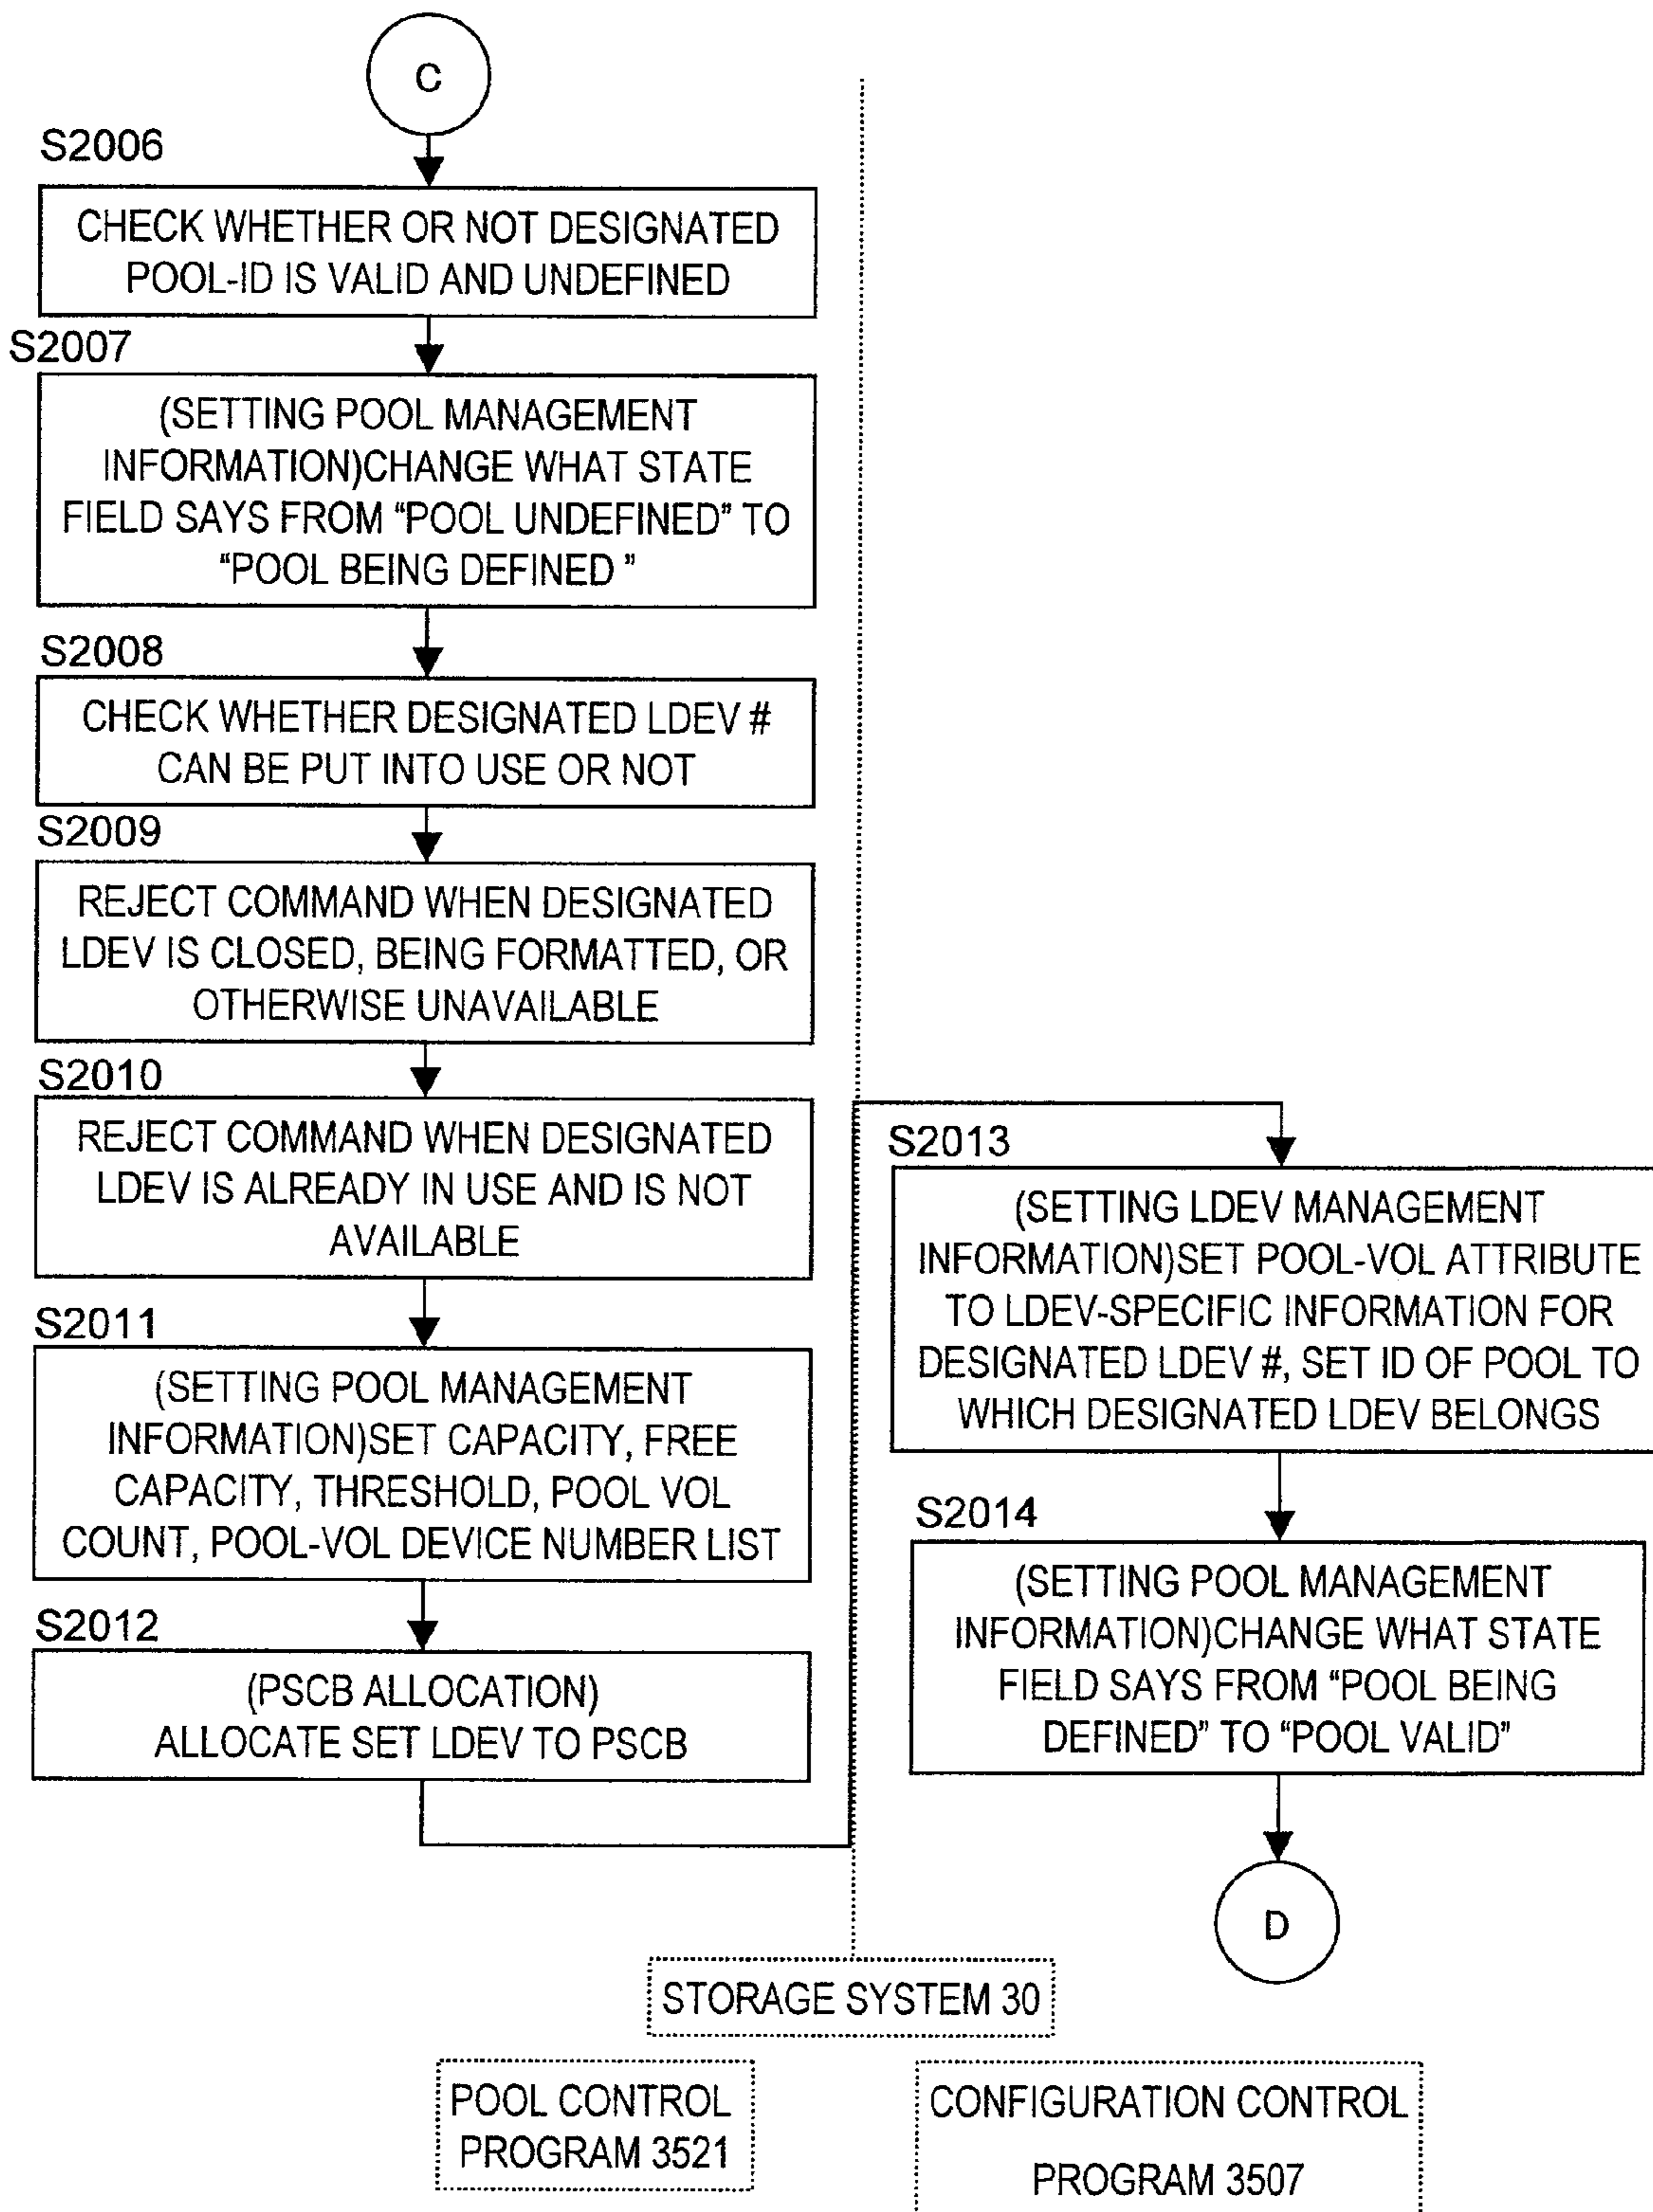 C
S2006
CHECK WHETHER OR NOT DESIGNATED
POOL-ID IS VALID AND UNDEFINED
S2007
(SETTING POOL MANAGEMENT
INFORMATION)CHANGE WHAT STATE
FIELD SAYS FROM “POOL UNDEFINED” TO
“POOL BEING DEFINED ”
S2008
CHECK WHETHER DESIGNATED LDEV #
CAN BE PUT INTO USE OR NOT
S2009
REJECT COMMAND WHEN DESIGNATED
LDEV IS CLOSED, BEING FORMATTED, OR
OTHERWISE UNAVAILABLE
S2010
REJECT COMMAND WHEN DESIGNATED
LDEV IS ALREADY IN USE AND IS NOT
AVAILABLE
S2011
(SETTING POOL MANAGEMENT
INFORMATION)SET CAPACITY, FREE
CAPACITY, THRESHOLD, POOL VOL
COUNT, POOL-VOL DEVICE NUMBER LIST
S2012
(PSCB ALLOCATION)
ALLOCATE SET LDEV TO PSCB
S2013
(SETTING LDEV MANAGEMENT
INFORMATION)SET POOL-VOL ATTRIBUTE
TO LDEV-SPECIFIC INFORMATION FOR
DESIGNATED LDEV #, SET ID OF POOL TO
WHICH DESIGNATED LDEV BELONGS
S2014
(SETTING POOL MANAGEMENT
INFORMATION)CHANGE WHAT STATE
FIELD SAYS FROM “POOL BEING
DEFINED” TO “POOL VALID”
D
STORAGE SYSTEM 30
POOL CONTROL
PROGRAM 3521
CONFIGURATION CONTROL
PROGRAM 3507